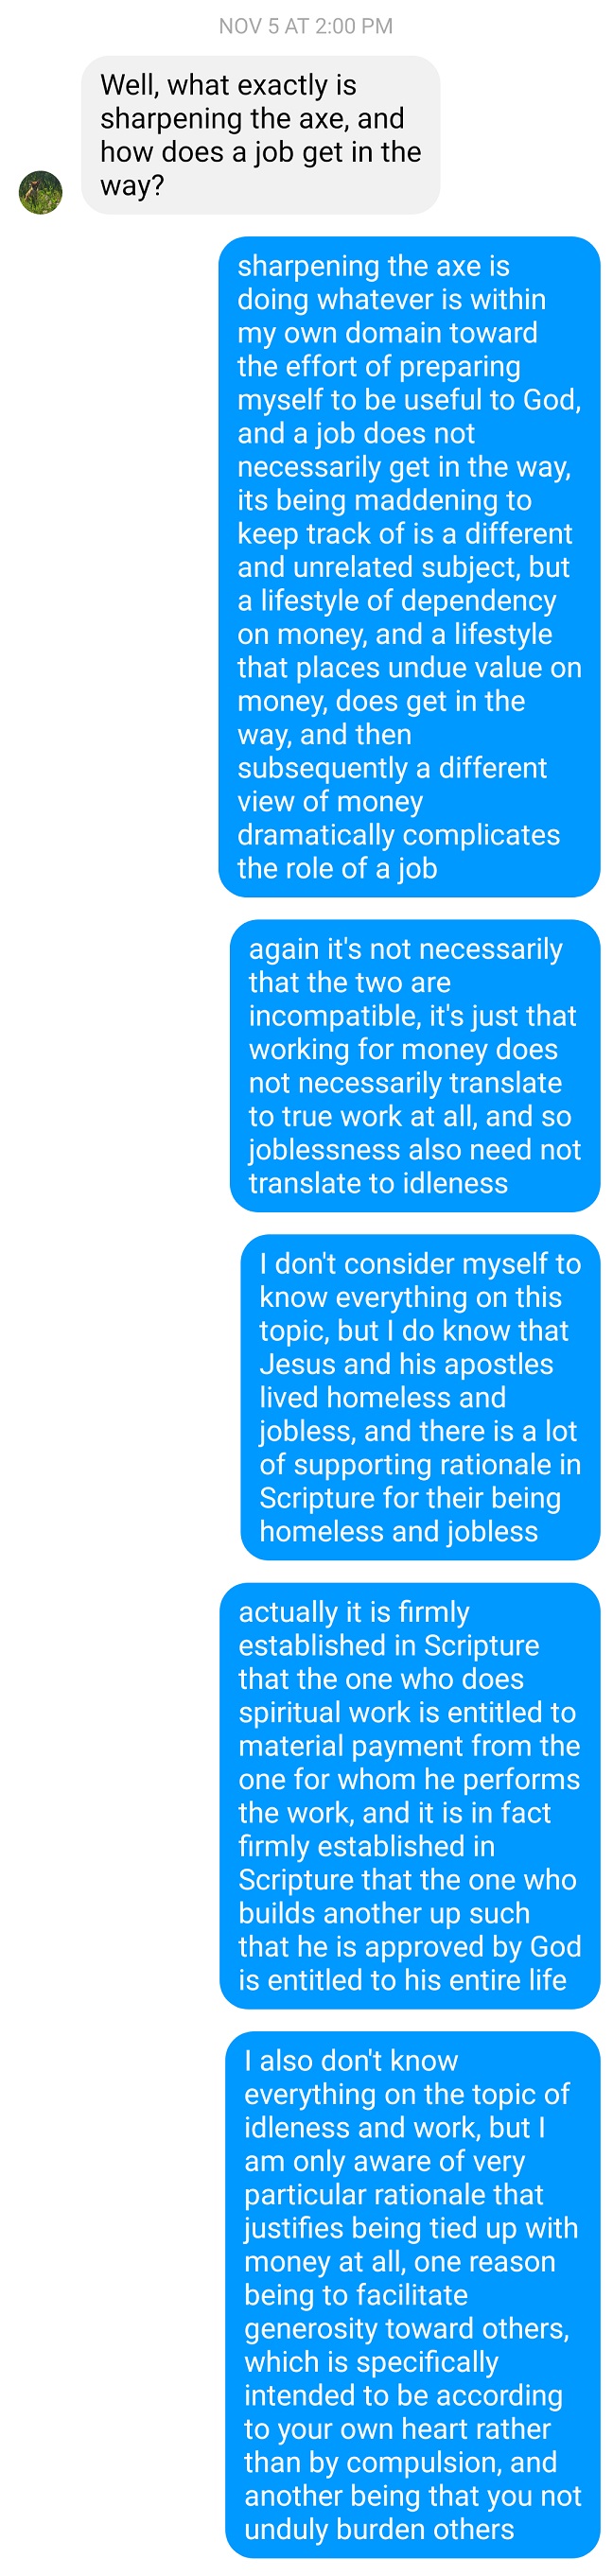 NOV 5 AT 2:00 PM
Well, what exactly is
sharpening the axe, and
how does a job get in the
way?
sharpening the axe is
doing whatever is within
my own domain toward
the effort of preparing
myself to be useful to God,
and a job does not
necessarily get in the way,
its being maddening to
keep track of is a different
and unrelated subject, but
a lifestyle of dependency
on money, and a lifestyle
that places undue value on
money, does get in the
way, and then
subsequently a different
view of money
dramatically complicates
the role of a job
again it's not necessarily
that the two are
incompatible, it's just that
working for money does
not necessarily translate
to true work at all, and so
joblessness also need not
translate to idleness
I don't consider myself to
know everything on this
topic, but I do know that
Jesus and his apostles
lived homeless and
jobless, and there is a lot
of supporting rationale in
Scripture for their being
homeless and jobless
actually it is firmly
established in Scripture
that the one who does
spiritual work is entitled to
material payment from the
one for whom he performs
the work, and it is in fact
firmly established in
Scripture that the one who
builds another up such
that he is approved by God
is entitled to his entire life
I also don't know
everything on the topic of
idleness and work, but I
am only aware of very
particular rationale that
justifies being tied up with
money at all, one reason
being to facilitate
generosity toward others,
which is specifically
intended to be according
to your own heart rather
than by compulsion, and
another being that you not
unduly burden others